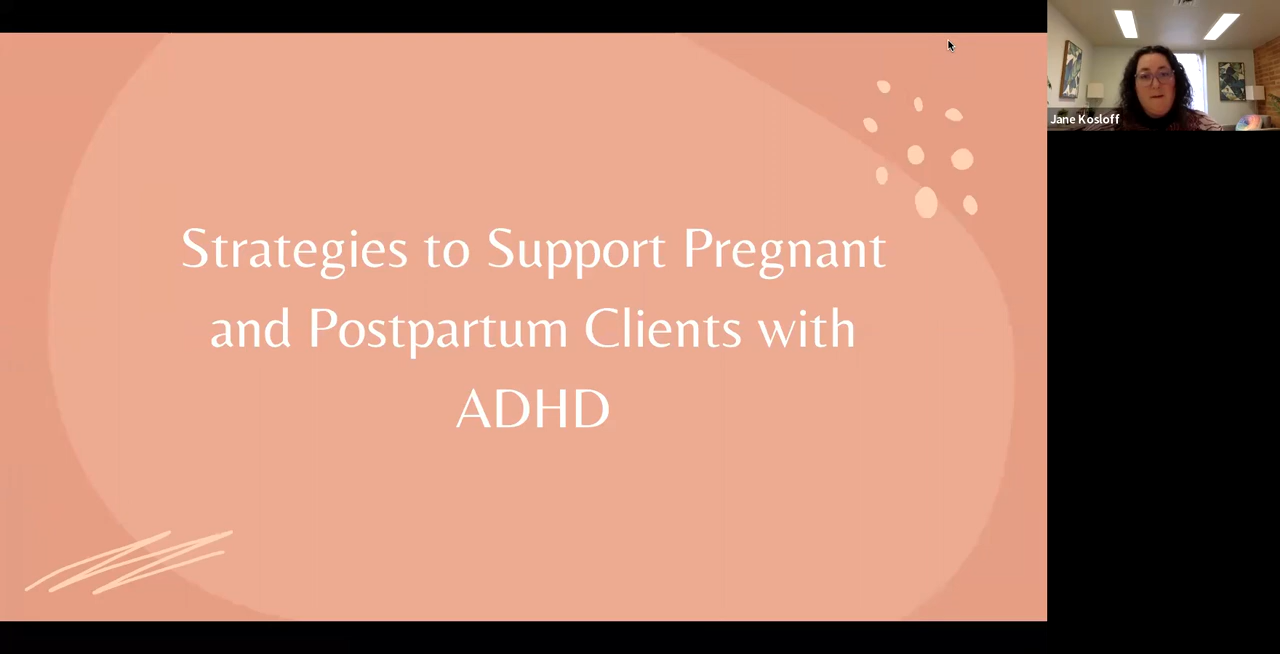 Strategies to Support Pregnant
and Postpartum Clients with
ADHD
Jane Kosloff